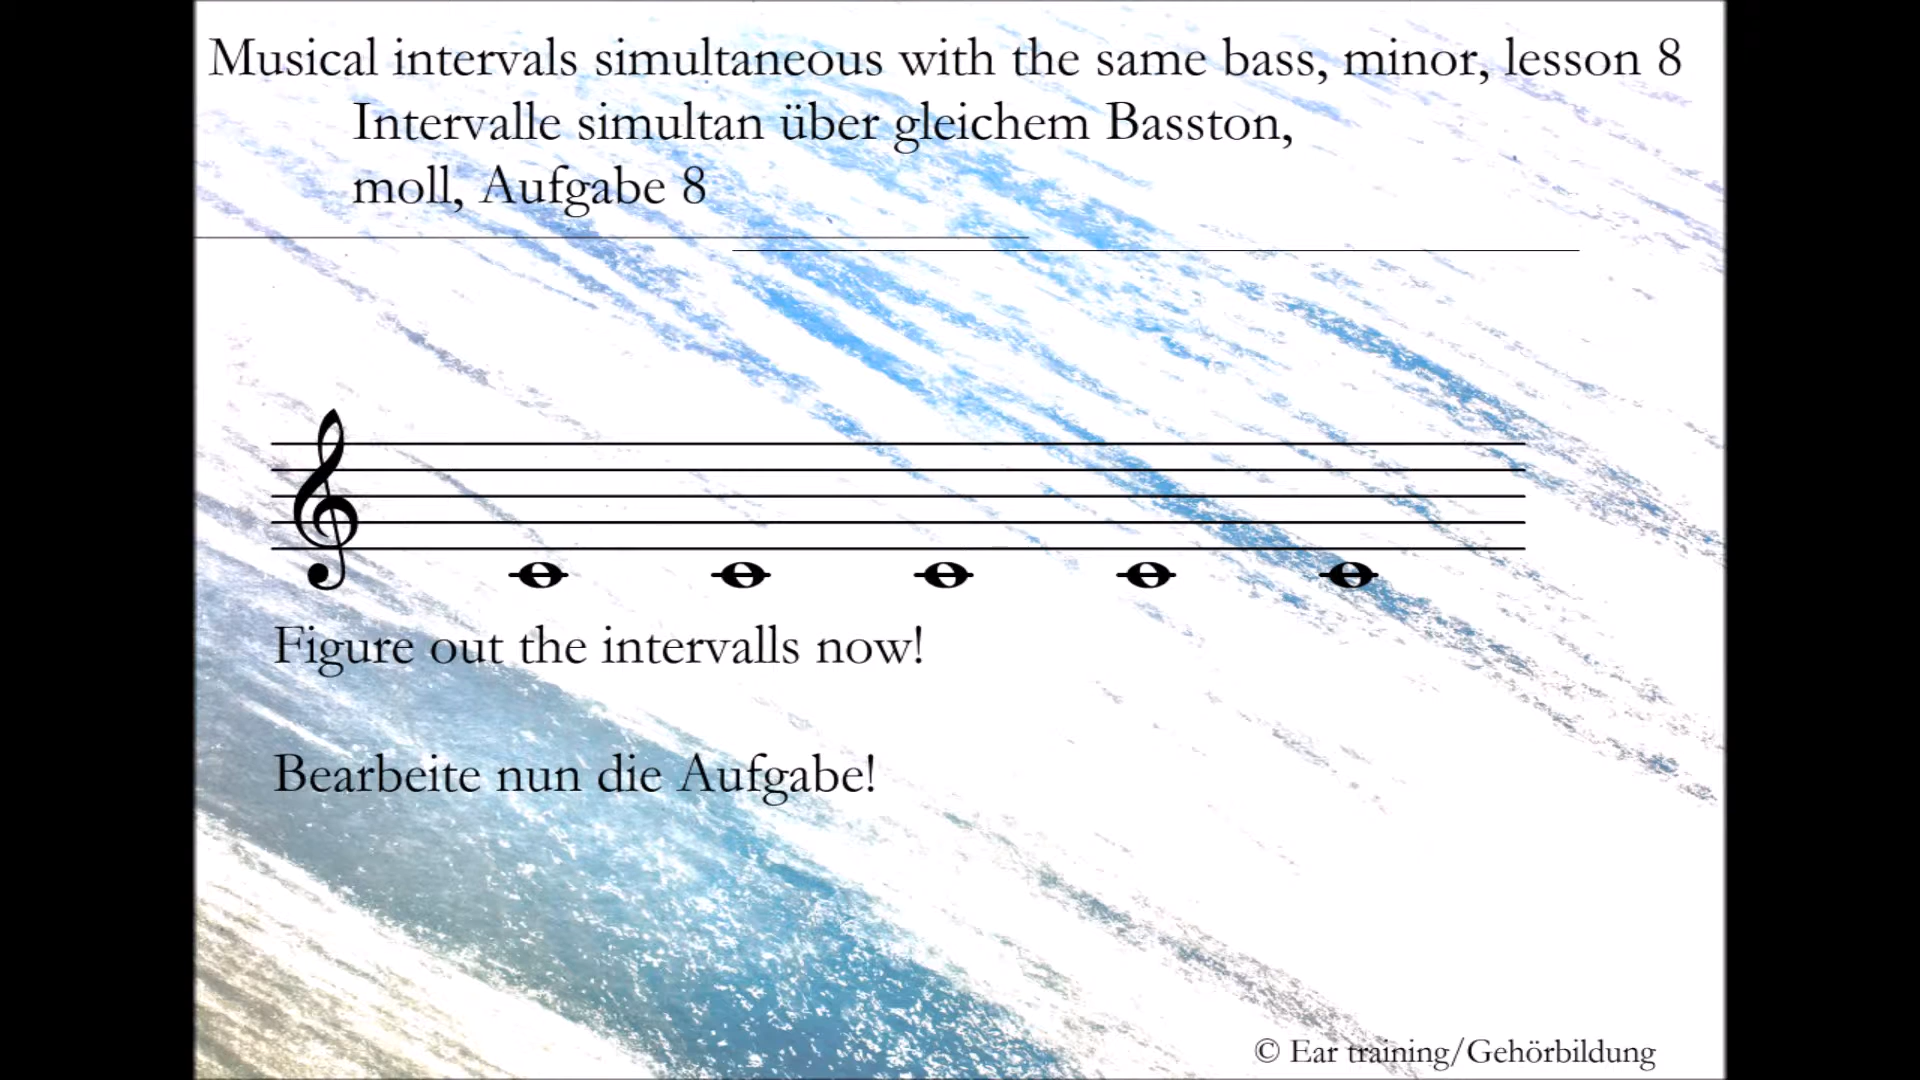 Musical intervals simultaneous with the same bass, minor, lesson 8
Intervalle simultan über gleichem Basston,
moll, Aufgabe 8
Figure out the intervalls now!
Bearbeite nun die Aufgabe!
© Ear training/Gehörbildung